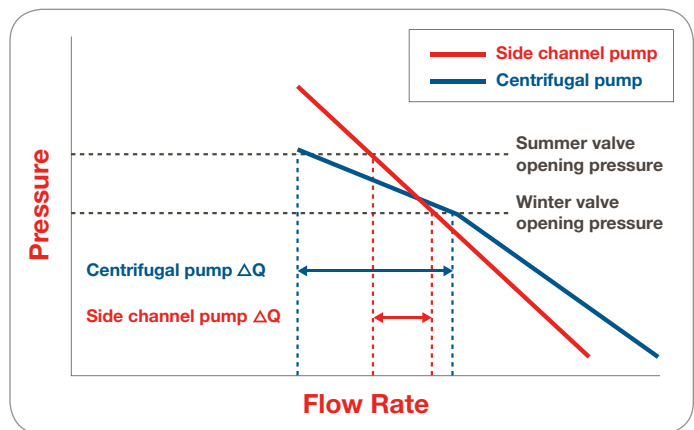 Side channel pump
Centrifugal pump
Summer valve
opening pressure
Winter valve
opening pressure
Pressure
Centrifugal pump △Q
Side channel pump △Q
Flow Rate